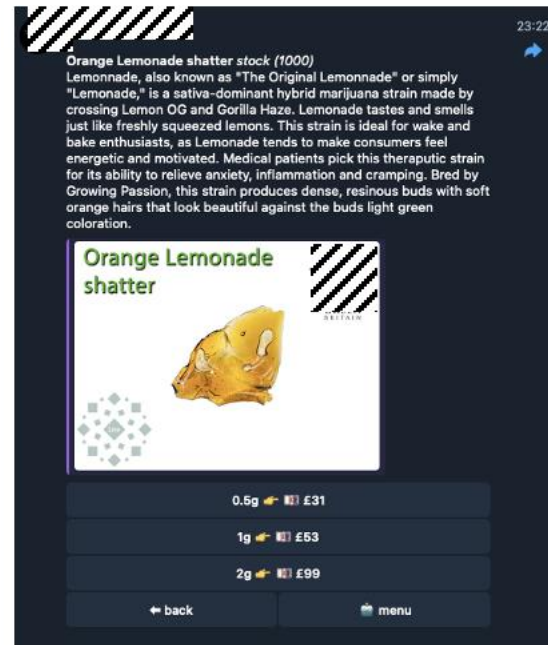 23:22
Orange Lemonade shatter stock (1000)
Lemonnade, also known as "The Original Lemonnade" or simply
"Lemonade," is a sativa-dominant hybrid marijuana strain made by
crossing Lemon OG and Gorilla Haze. Lemonade tastes and smells
just like freshly squeezed lemons. This strain is ideal for wake and
bake enthusiasts, as Lemonade tends to make consumers feel
energetic and motivated. Medical patients pick this theraputic strain
for its ability to relieve anxiety, inflammation and cramping. Bred by
Growing Passion, this strain produces dense, resinous buds with soft
orange hairs that look beautiful against the buds light green
coloration.
Orange Lemonade
shatter
BRITAIN
0.5g 👉 💷 £31
1g 👉 💷 £53
2g 👉 💷 £99
⬅ back
menu